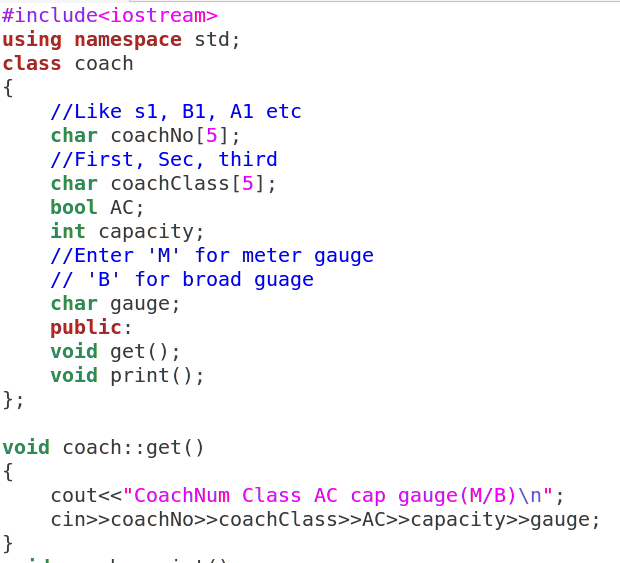 #include<iostream>
using namespace std;
class coach
{
    //Like s1, B1, A1 etc
    char coachNo[5];
    //First, Sec, third
    char coachClass[5];
    bool AC;
    int capacity;
    //Enter 'M' for meter gauge
    // 'B' for broad guage
    char gauge;
    public:
    void get();
    void print();
};

void coach::get()
{
    cout<<"CoachNum Class AC cap gauge(M/B)\n";
    cin>>coachNo>>coachClass>>AC>>capacity>>gauge;
}